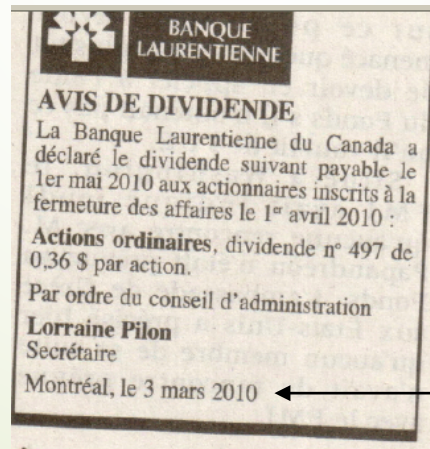 BANQUE
LAURENTIENNE
AVIS DE DIVIDENDE
La Banque Laurentienne du Canada a
déclaré le dividende suivant payable le
1er mai 2010 aux actionnaires inscrits à la
fermeture des affaires le 1er avril 2010 :
Actions ordinaires, dividende nº 497 de
0,36 $ par action.
Par ordre du conseil d'administration
Lorraine Pilon
Secrétaire
Montréal, le 3 mars 2010